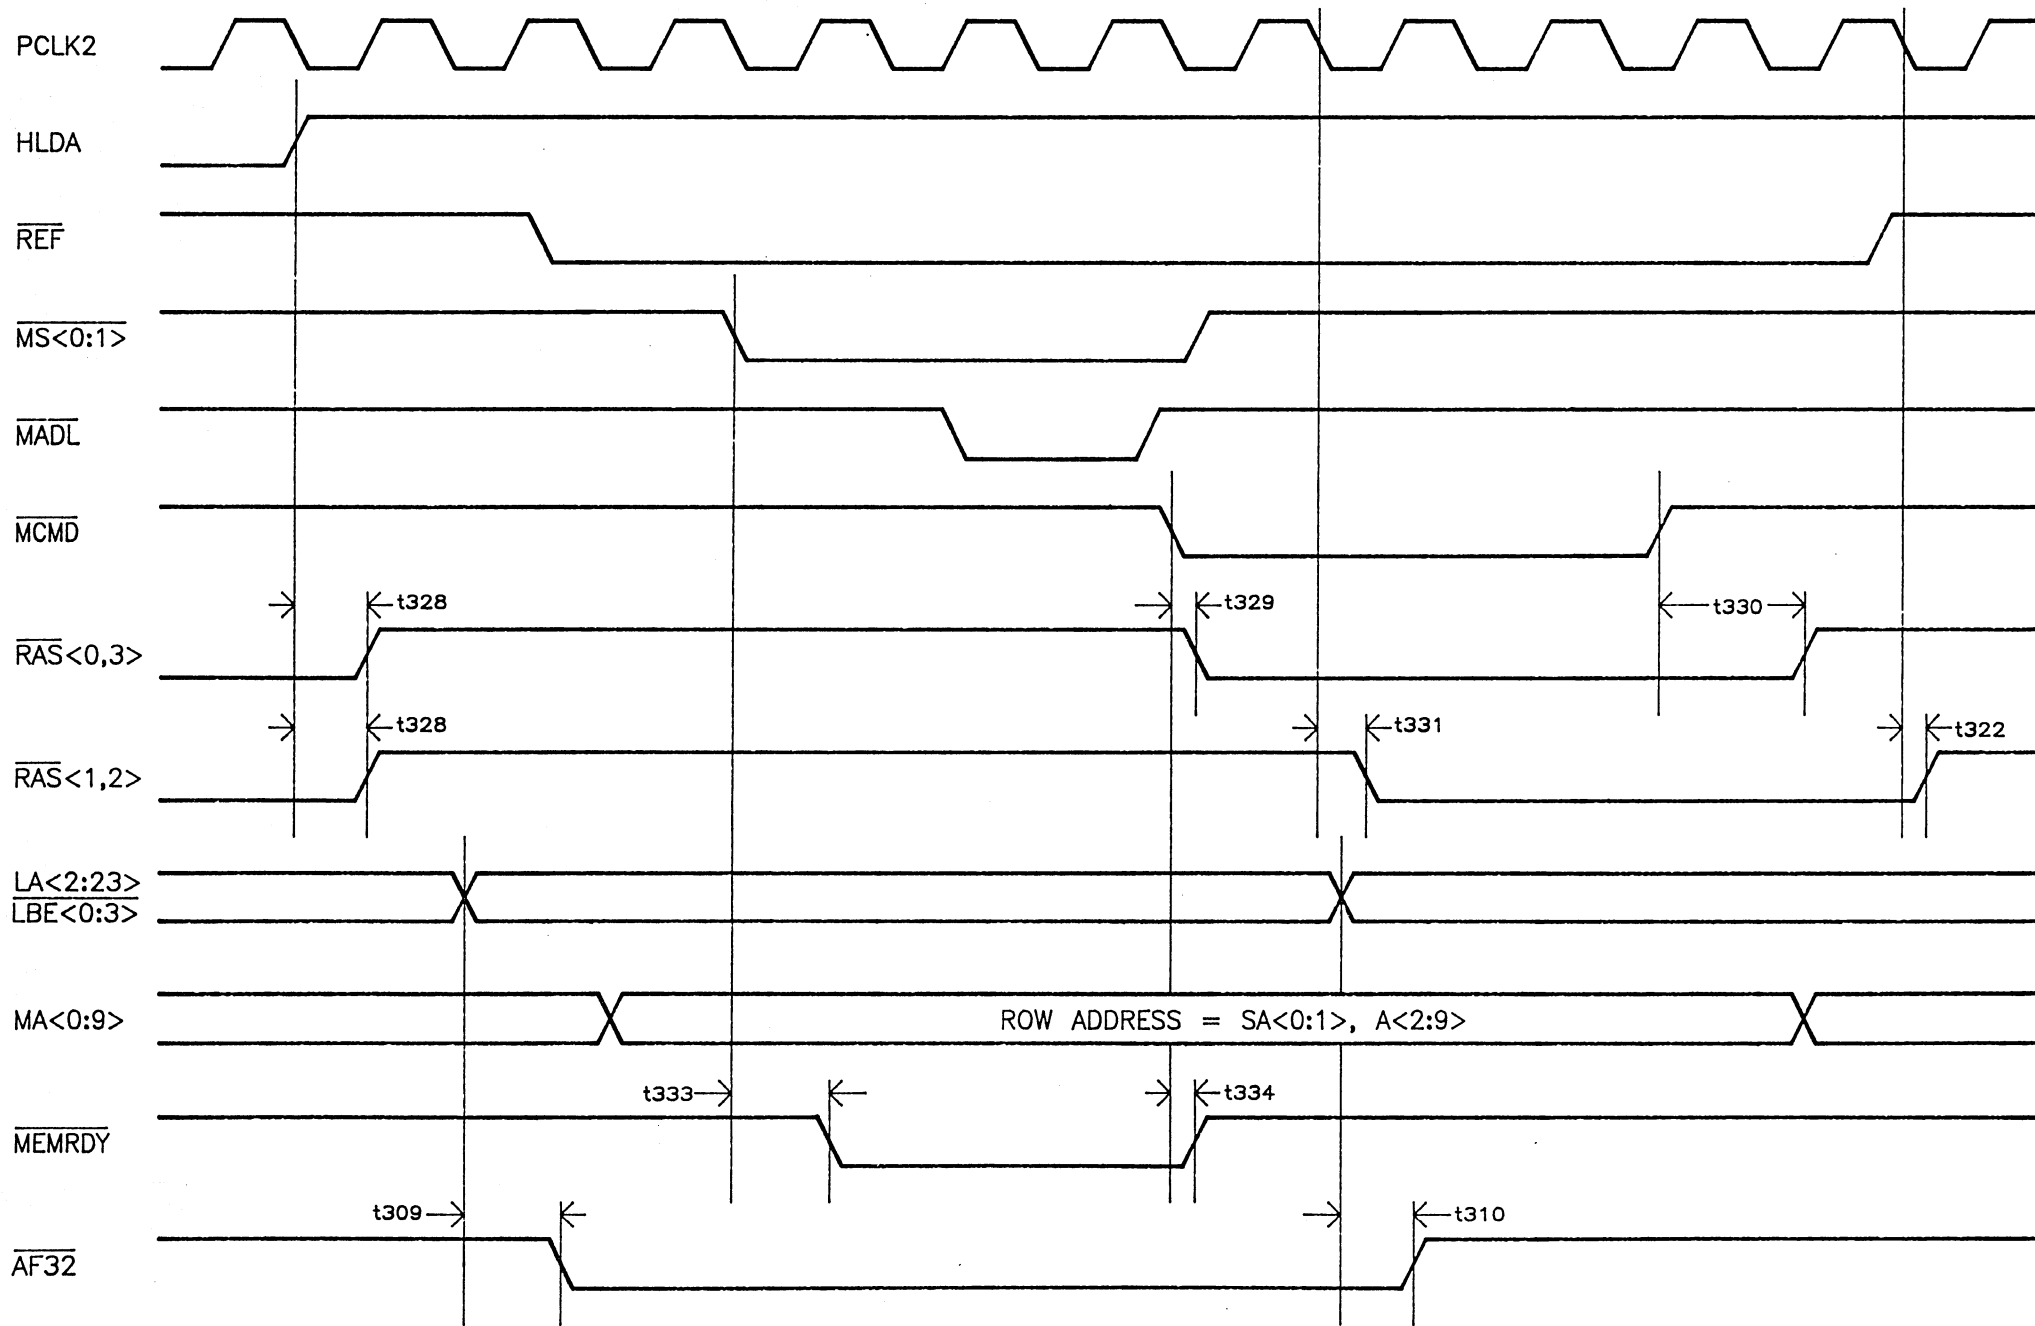 PCLK2
HLDA
REF
MS<0:1>
MADL
MCMD
t328 t329 t330
RAS<0,3>
t328 t331 t322
RAS<1,2>
LA<2:23>
LBE<0:3>
MA<0:9> ROW ADDRESS = SA<0:1>, A<2:9>
t333 t334
MEMRDY
t309 t310
AF32